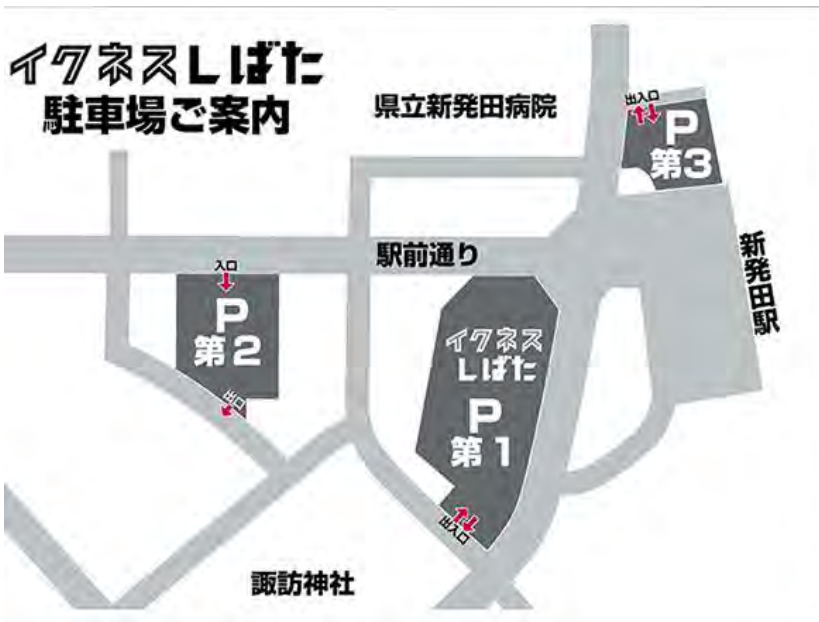 イクネスしばた
駐車場ご案内
県立新発田病院
出入口
P
第3
駅前通り
新発田駅
入口
P
第2
出口
イクネス
しばた
P
第1
出入口
諏訪神社